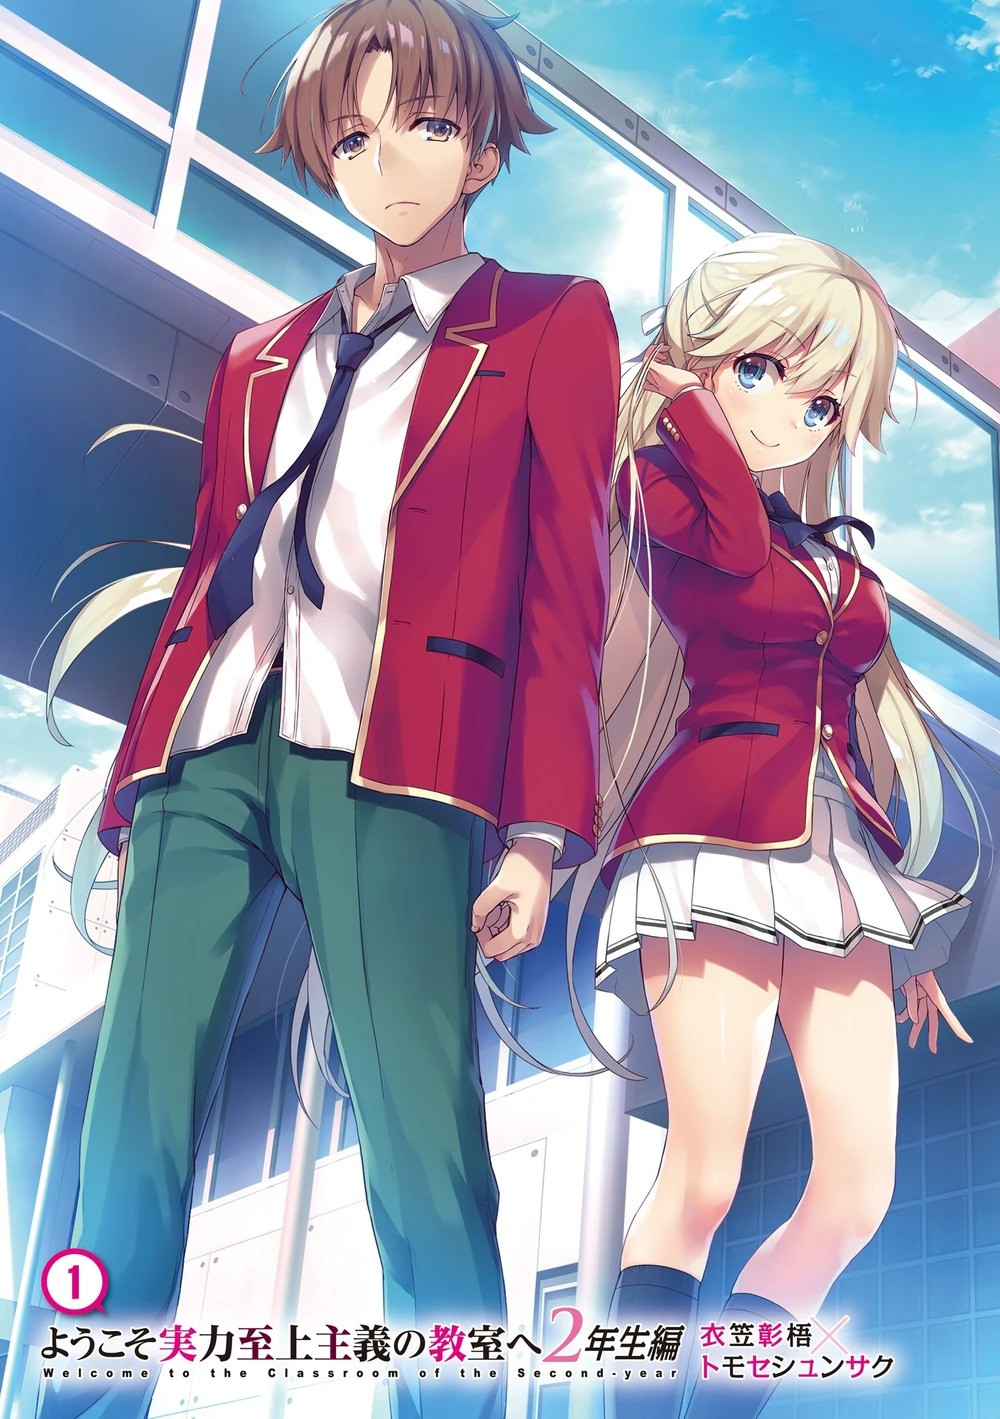 1
ようこそ実力至上主義の教室へ2年生編
Welcome to the Classroom of the Second-year
衣笠彰梧×
トモセシュンサク